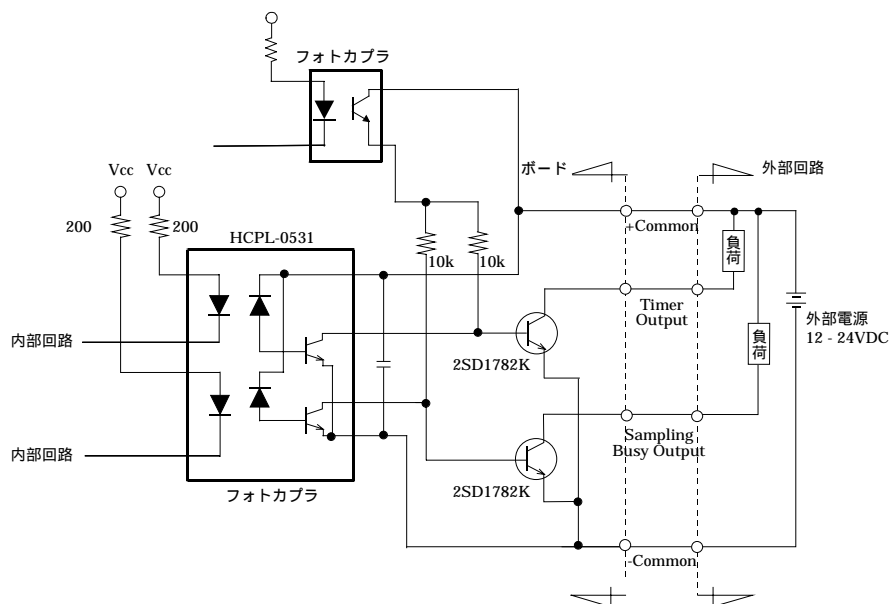 フォトカプラ
ボード
外部回路
Vcc Vcc
200
200
HCPL-0531
+Common
負荷
10k
10k
Timer
Output
外部電源
12 - 24VDC
内部回路
2SD1782K
負荷
Sampling
Busy Output
内部回路
2SD1782K
フォトカプラ
-Common